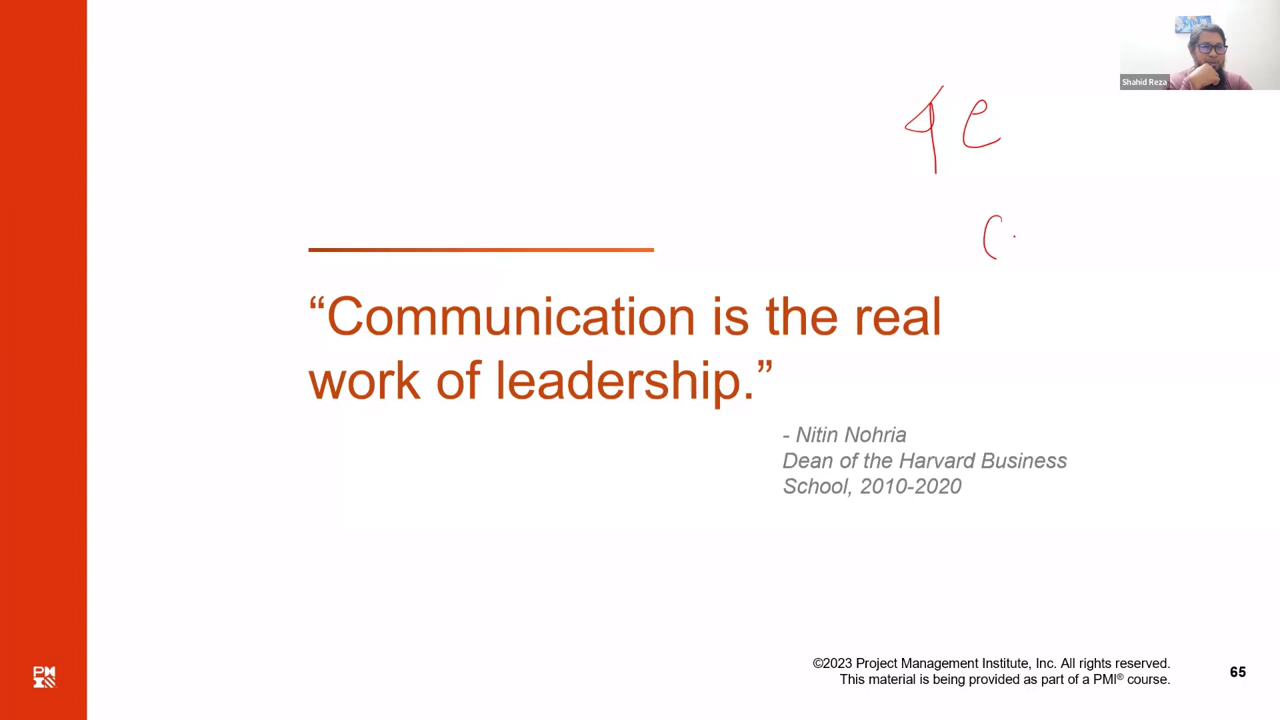 Shahid Reza
“Communication is the real
work of leadership.”
- Nitin Nohria
Dean of the Harvard Business
School, 2010-2020
©2023 Project Management Institute, Inc. All rights reserved.
This material is being provided as part of a PMI® course.
65